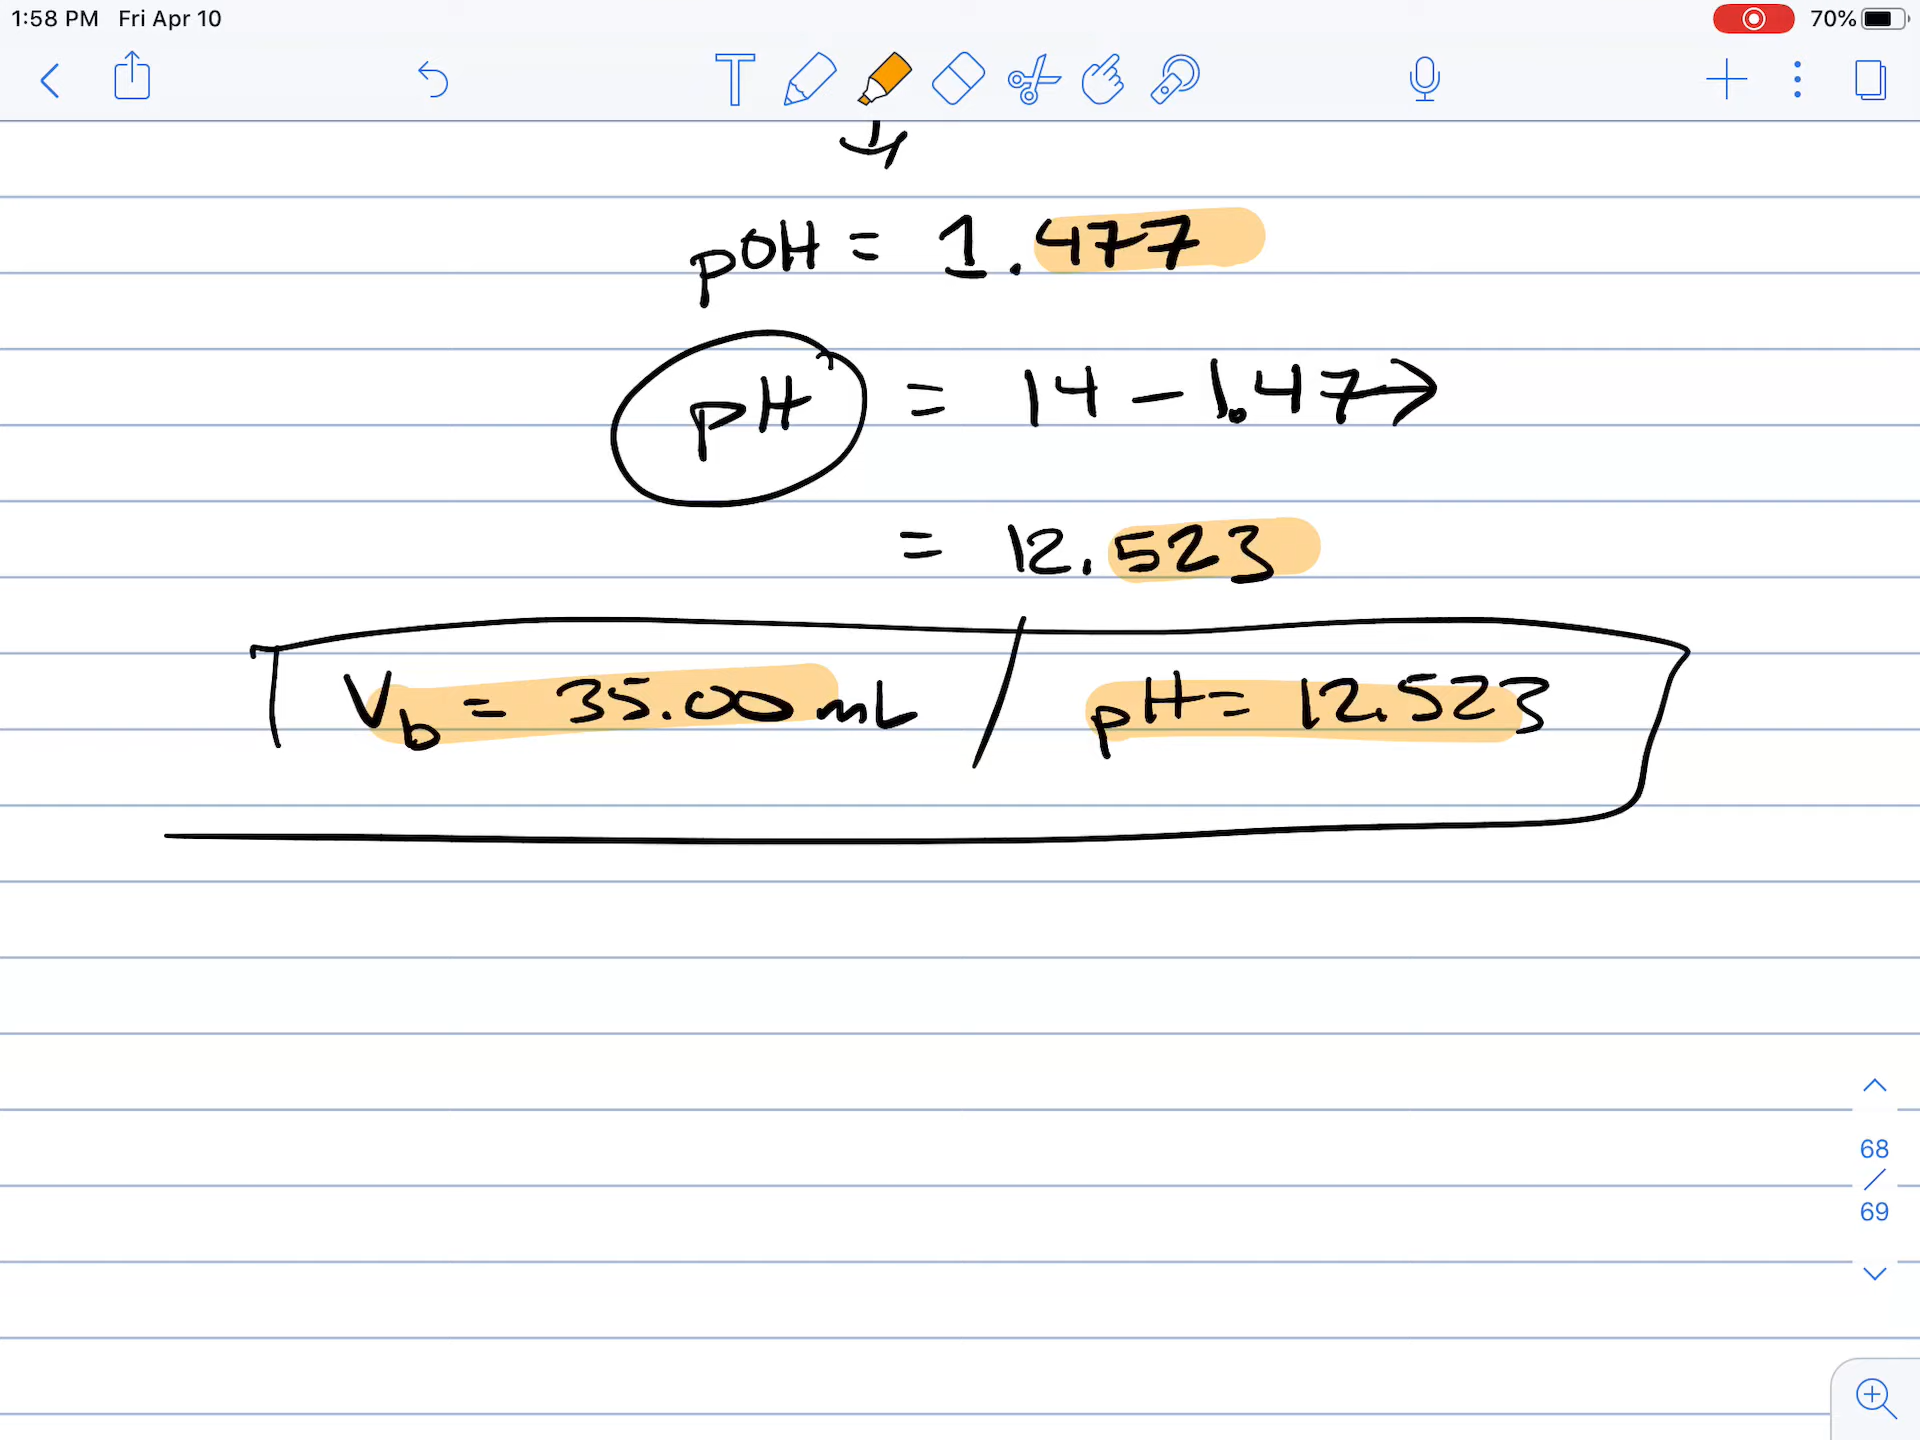 1:58 PM Fri Apr 10 70%
T
pOH = 1.477
pH = 14 - 1.47→
= 12.523
Vb = 35.00 mL / pH = 12.523
68
/
69